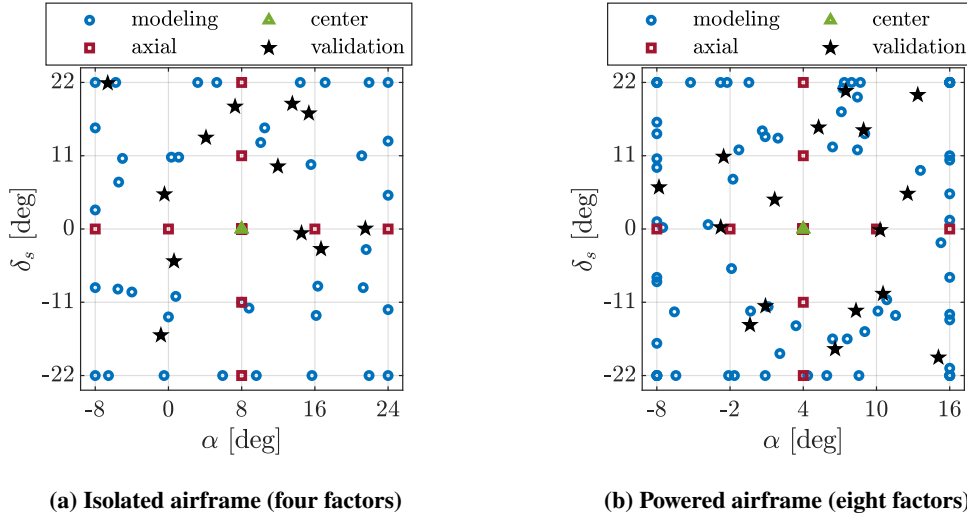 modeling center
axial validation
22
11
0
-11
-22
δs [deg]
-8 0 8 16 24
α [deg]
(a) Isolated airframe (four factors)
modeling center
axial validation
22
11
0
-11
-22
δs [deg]
-8 -2 4 10 16
α [deg]
(b) Powered airframe (eight factors)